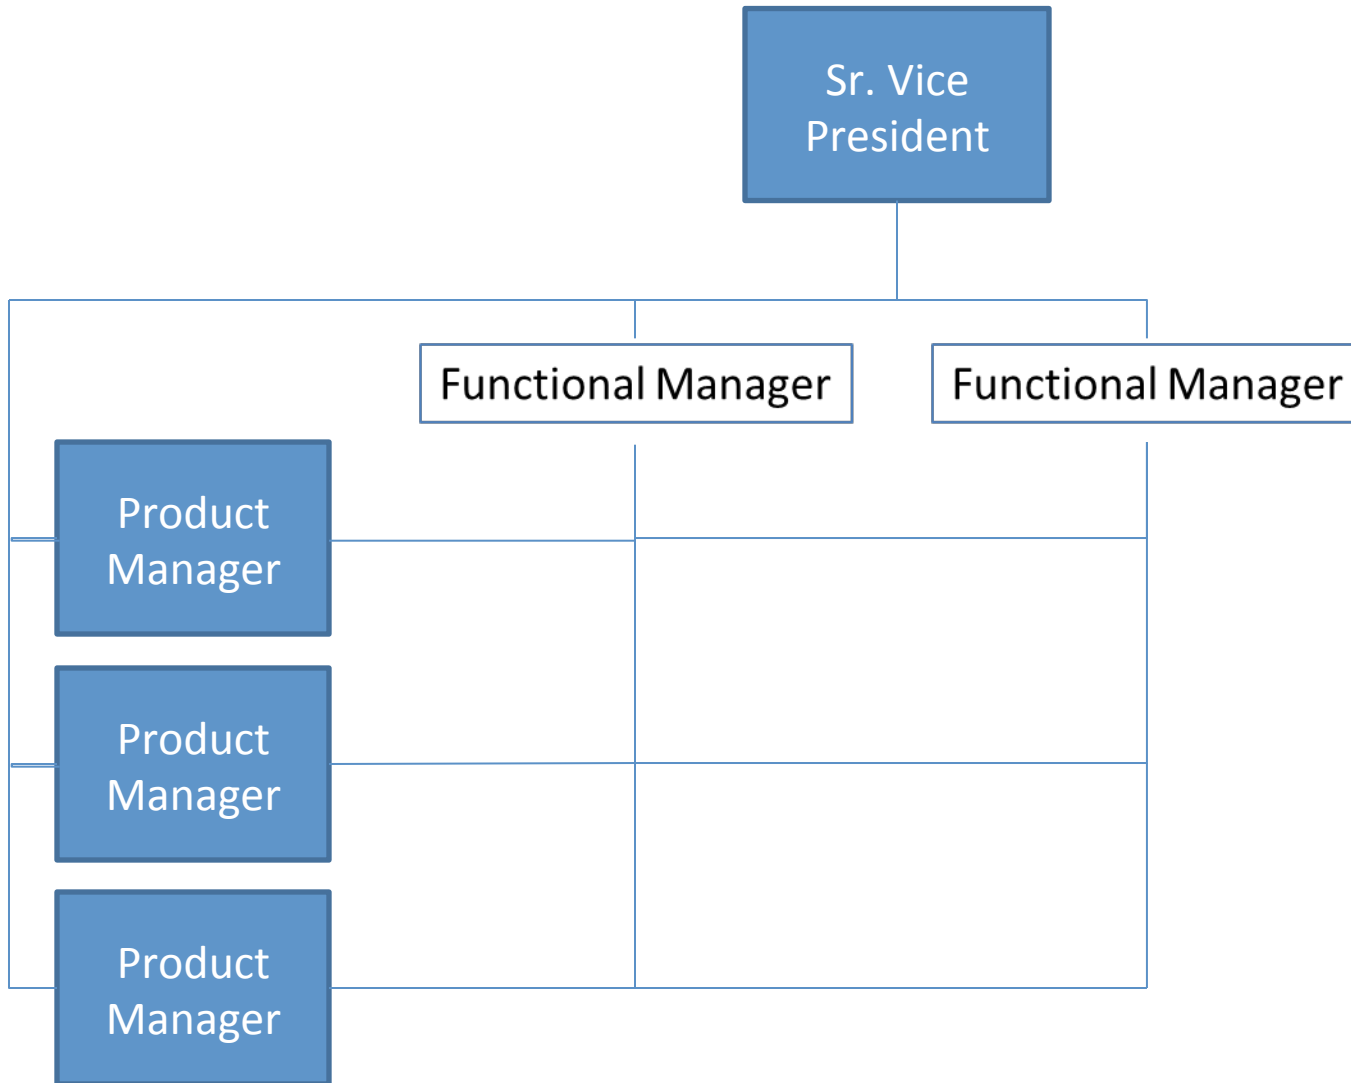 Sr. Vice
President
Functional Manager
Functional Manager
Product
Manager
Product
Manager
Product
Manager